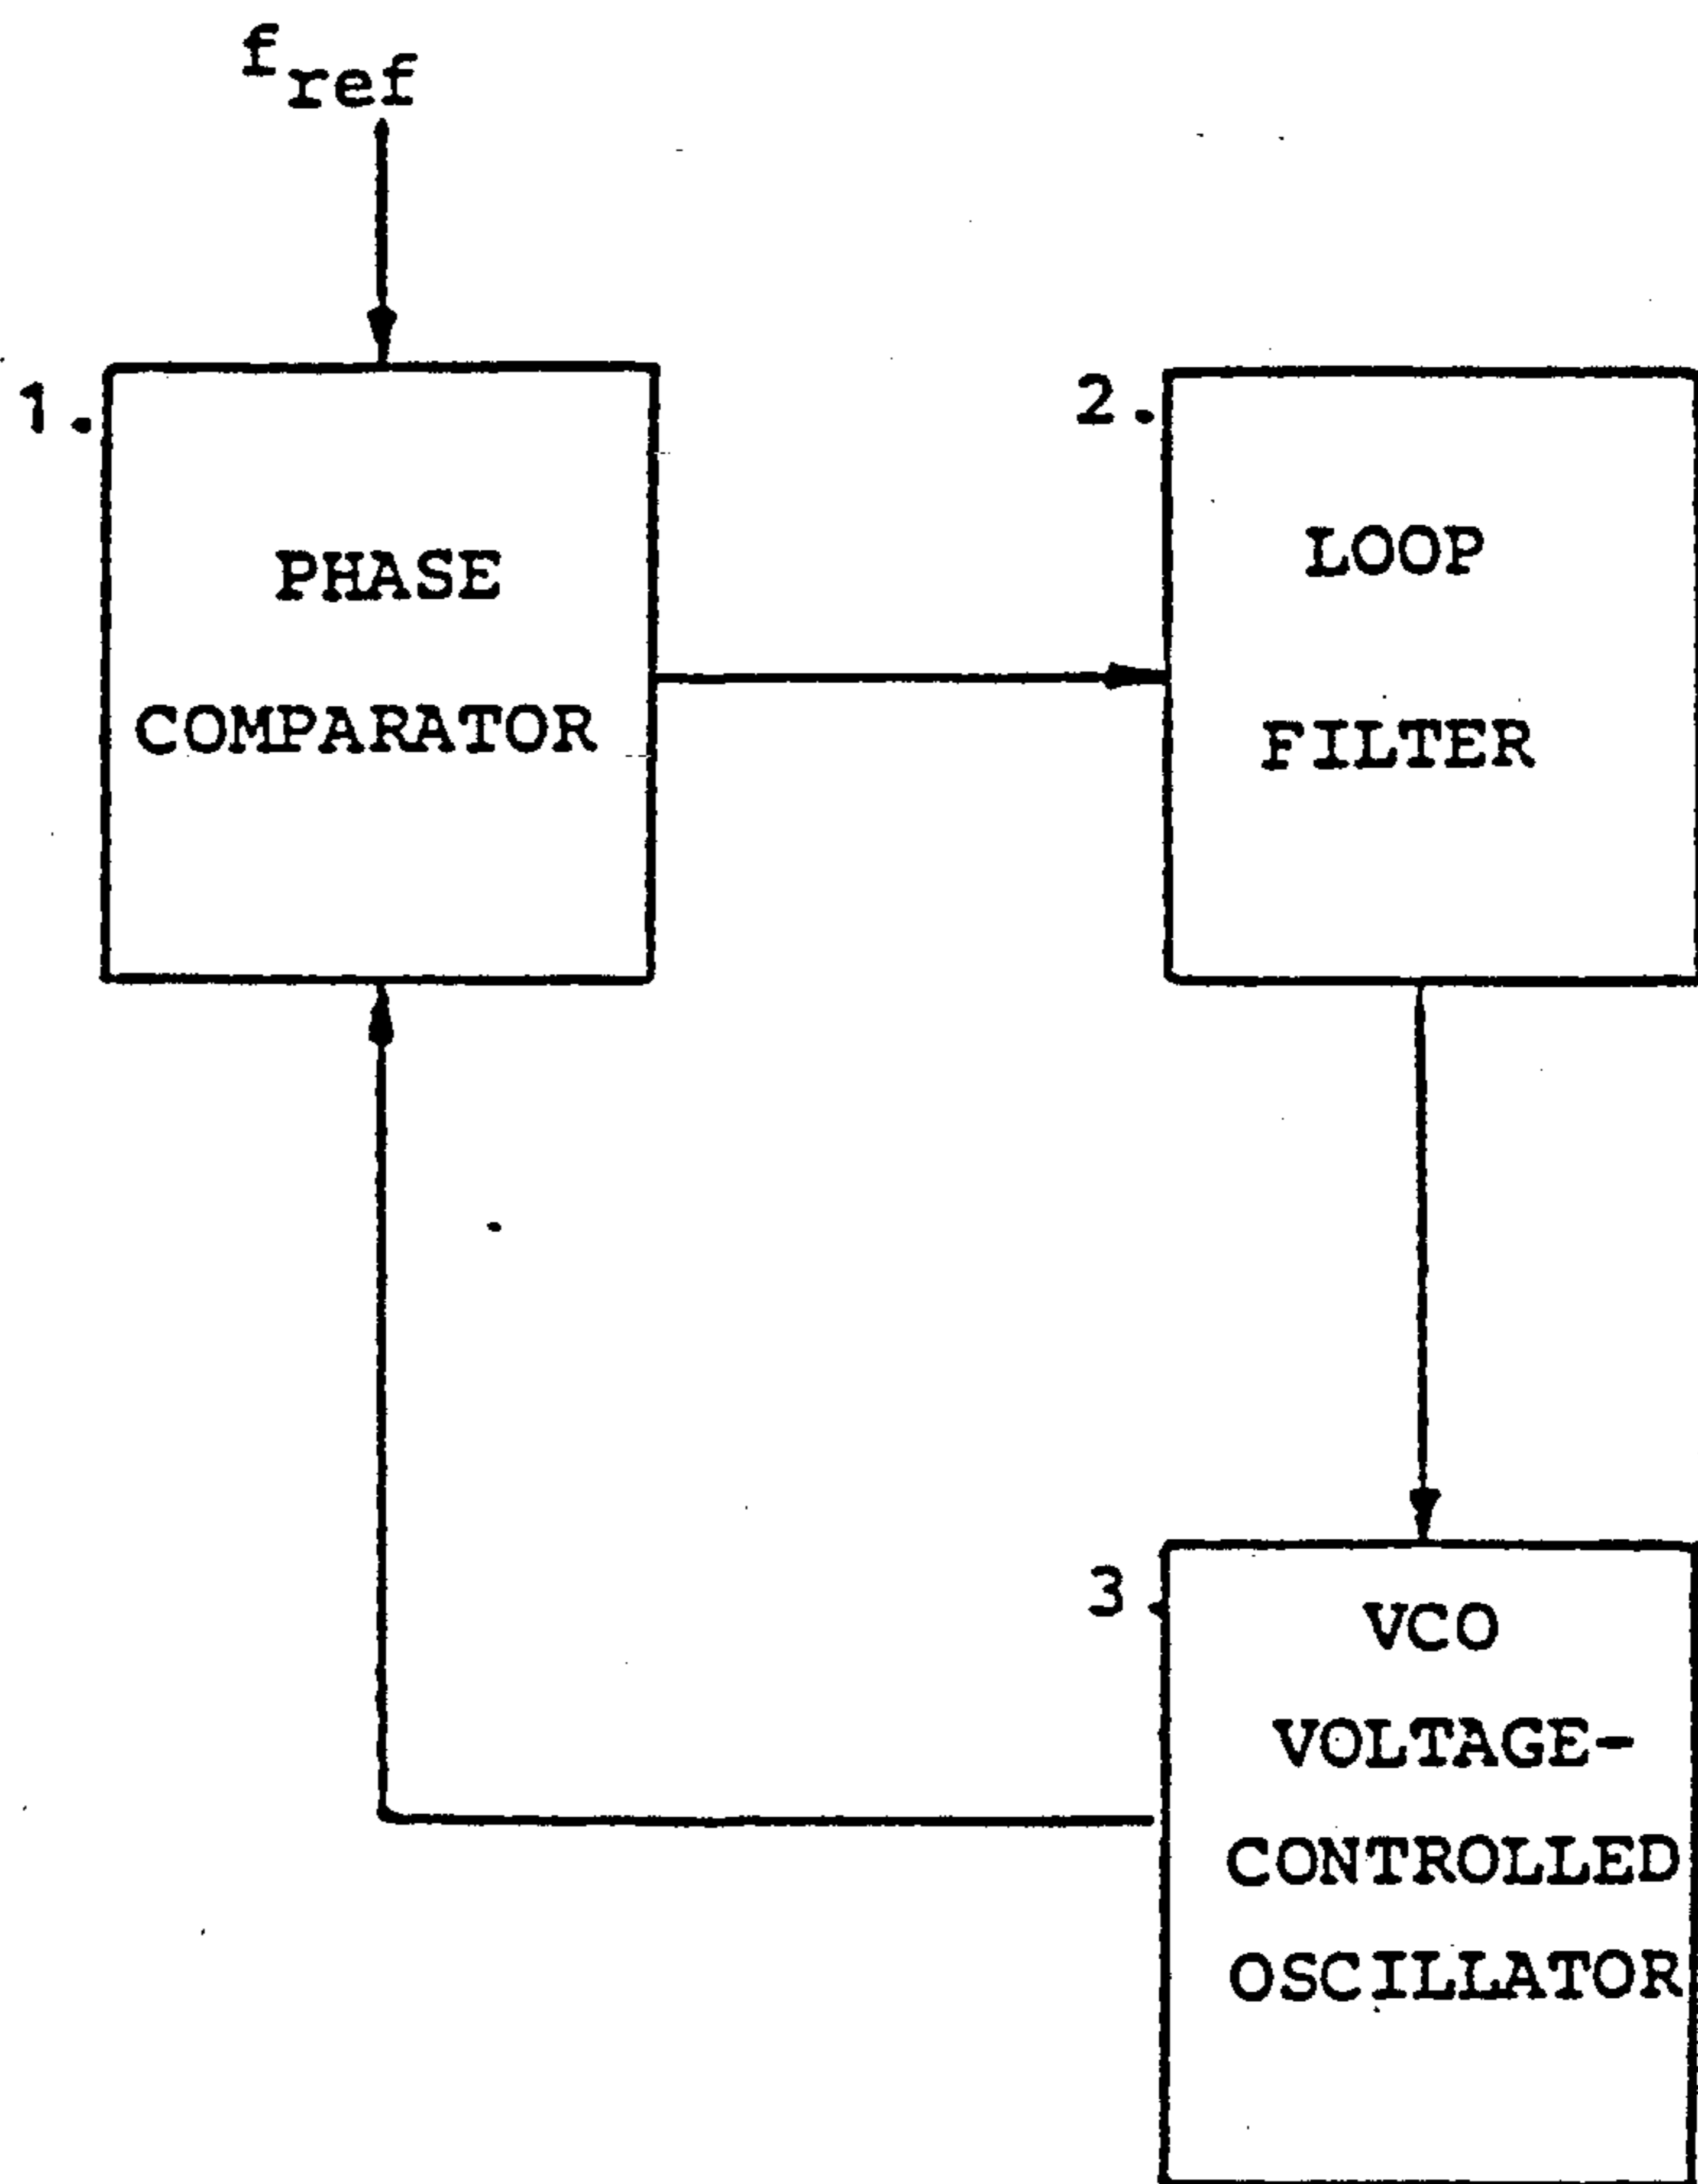 fref
1.
PHASE
COMPARATOR
2.
LOOP
FILTER
3.
VCO
VOLTAGE-
CONTROLLED
OSCILLATOR